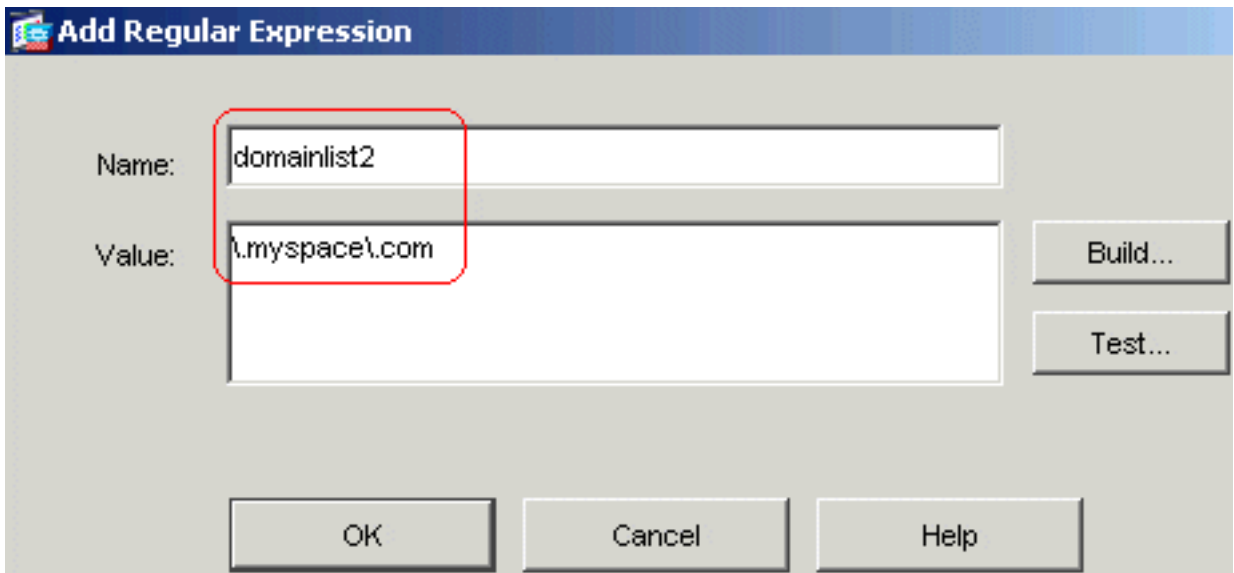 Add Regular Expression
Name:
domainlist2
Value:
\.myspace\.com
Build...
Test...
OK
Cancel
Help